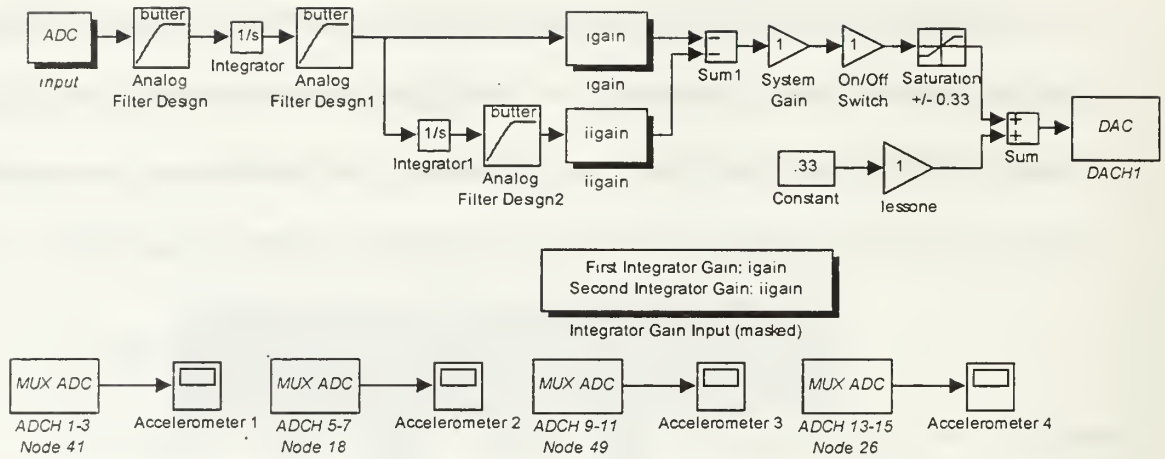 butter
butter
ADC
input
Analog
Filter Design
1/s
Integrator
Analog
Filter Design1
igain
igain
Sum1
1
System
Gain
1
On/Off
Switch
Saturation
+/- 0.33
butter
1/s
Integrator1
Analog
Filter Design2
iigain
iigain
.33
Constant
1
lessone
Sum
DAC
DACH1
First Integrator Gain: igain
Second Integrator Gain: iigain
Integrator Gain Input (masked)
MUX ADC
ADCH 1-3
Node 41
Accelerometer 1
MUX ADC
ADCH 5-7
Node 18
Accelerometer 2
MUX ADC
ADCH 9-11
Node 49
Accelerometer 3
MUX ADC
ADCH 13-15
Node 26
Accelerometer 4